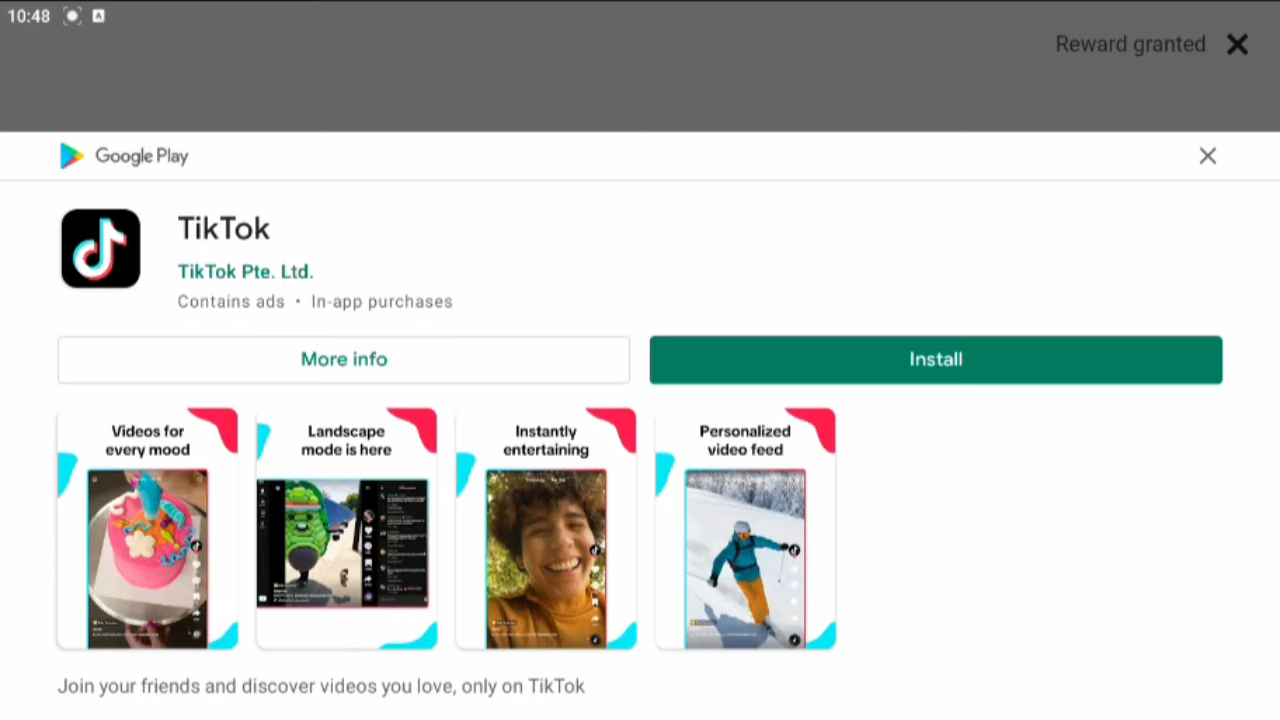 10:48
Reward granted
Google Play
TikTok
TikTok Pte. Ltd.
Contains ads • In-app purchases
More info
Install
Videos for
every mood
Landscape
mode is here
Instantly
entertaining
Personalized
video feed
Join your friends and discover videos you love, only on TikTok